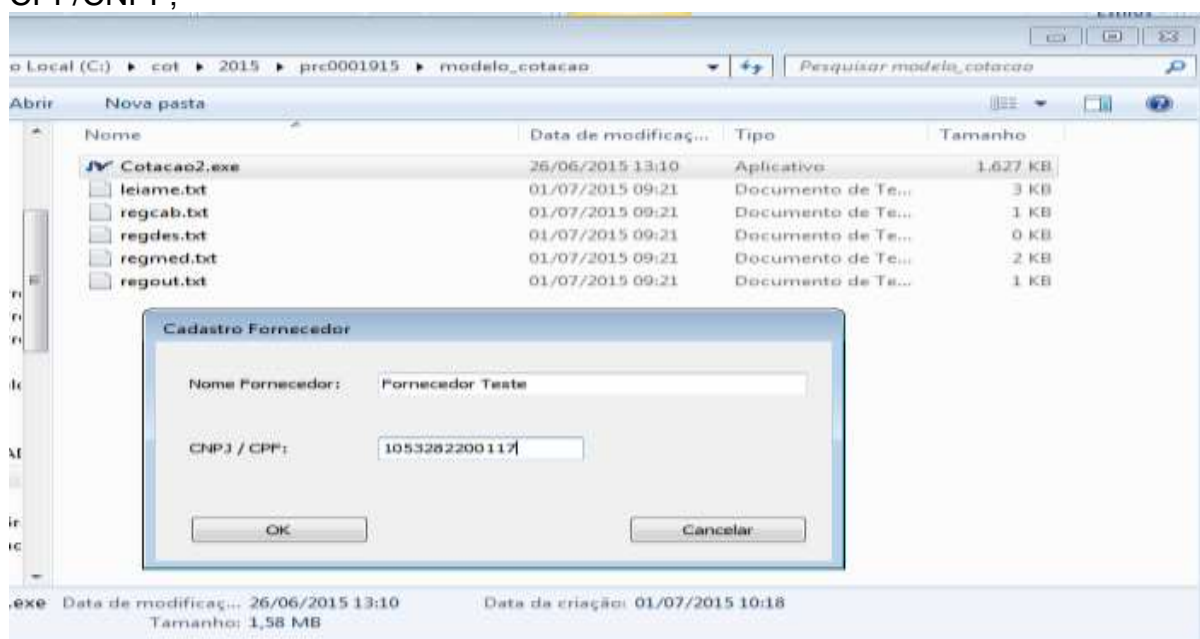 CPF/CNPJ ;
o Local (C:) ▸ cot ▸ 2015 ▸ prc0001915 ▸ modelo_cotacao
Pesquisar modelo_cotacao
Abrir Nova pasta
Nome Data de modificaç... Tipo Tamanho
Cotacao2.exe 26/06/2015 13:10 Aplicativo 1.627 KB
leiame.txt 01/07/2015 09:21 Documento de Te... 3 KB
regcab.txt 01/07/2015 09:21 Documento de Te... 1 KB
regdes.txt 01/07/2015 09:21 Documento de Te... 0 KB
regmed.txt 01/07/2015 09:21 Documento de Te... 2 KB
regout.txt 01/07/2015 09:21 Documento de Te... 1 KB
Cadastro Fornecedor
Nome Fornecedor: Fornecedor Teste
CNPJ / CPF: 1053282200117
OK Cancelar
.exe Data de modificaç... 26/06/2015 13:10 Data da criação: 01/07/2015 10:18
Tamanho: 1,58 MB